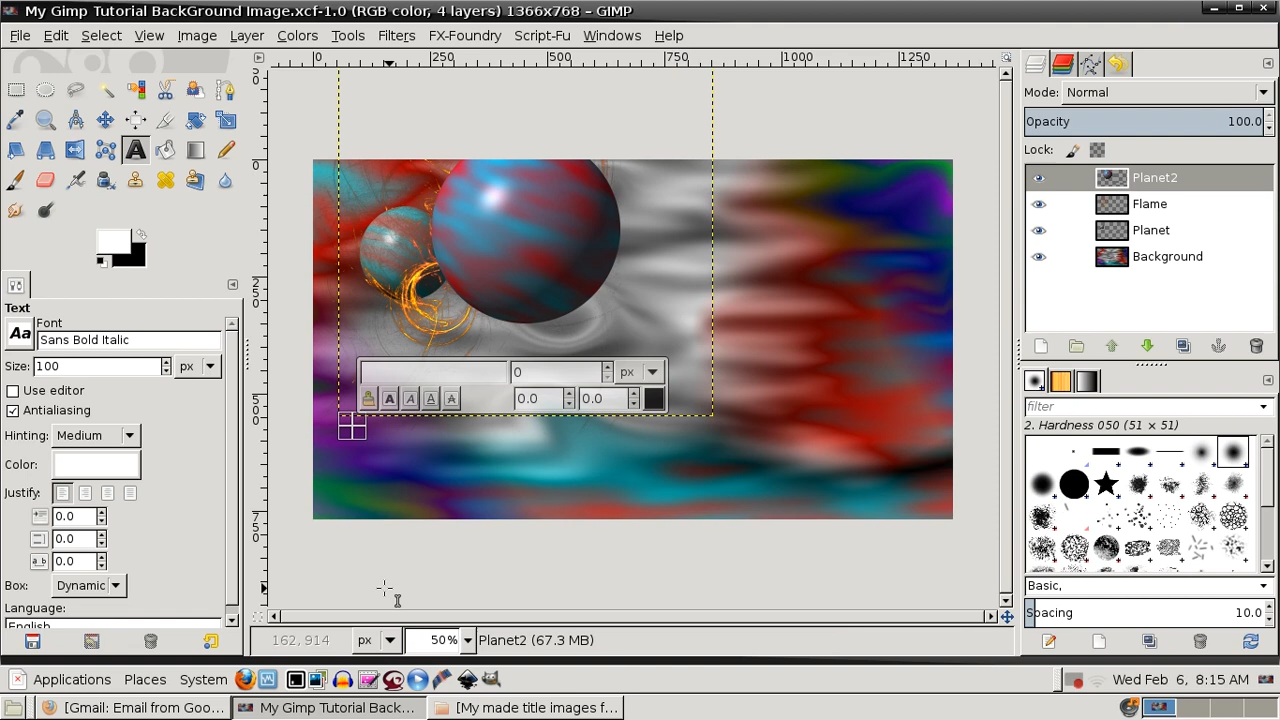 My Gimp Tutorial BackGround Image.xcf-1.0 (RGB color, 4 layers) 1366x768 – GIMP
File Edit Select View Image Layer Colors Tools Filters FX-Foundry Script-Fu Windows Help
0 250 500 750 1000 1250
Mode: Normal
Opacity 100.0
Lock:
Planet2
Flame
Planet
Background
0
250
500
750
Text
Aa
Font
Sans Bold Italic
Size: 100 px
Use editor
Antialiasing
Hinting: Medium
Color:
Justify:
0.0
0.0
0.0
Box: Dynamic
Language:
English
0 px
A A A A 0.0 0.0
filter
2. Hardness 050 (51 × 51)
Basic,
Spacing 10.0
162, 914 px 50% Planet2 (67.3 MB)
Applications Places System Wed Feb 6, 8:15 AM
[Gmail: Email from Goo... My Gimp Tutorial Back... [My made title images f...